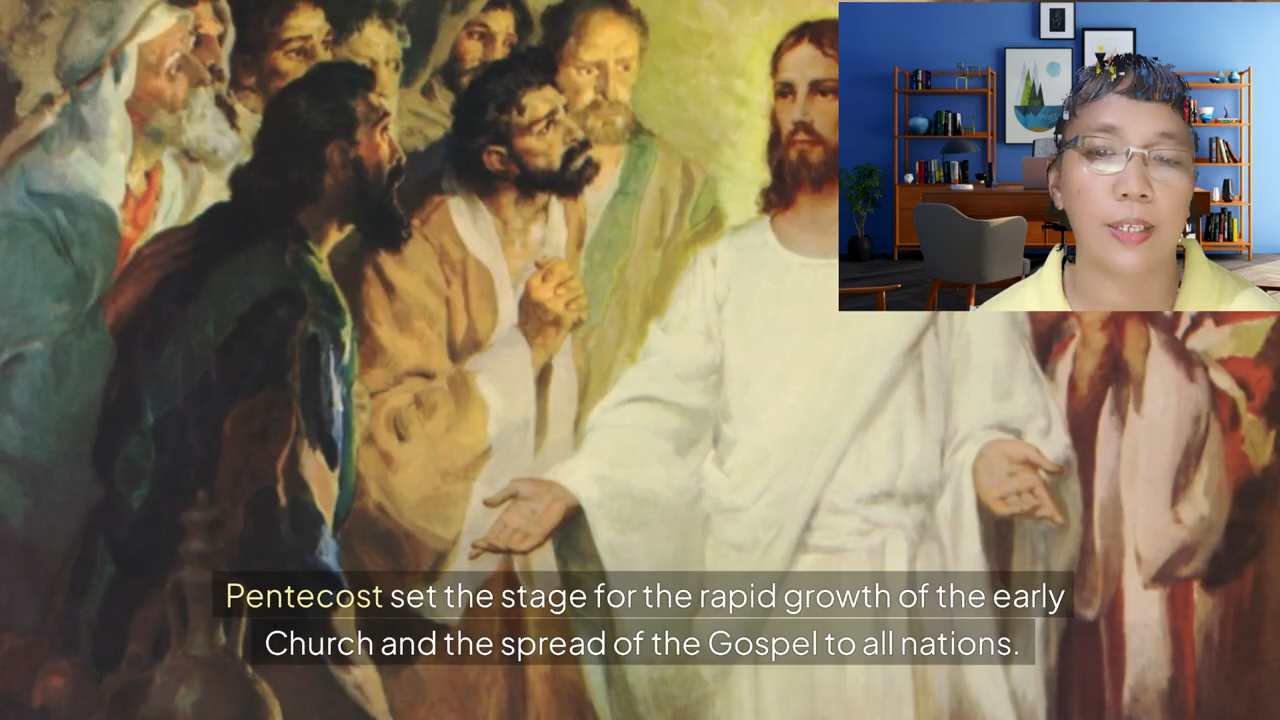 Pentecost set the stage for the rapid growth of the early
Church and the spread of the Gospel to all nations.